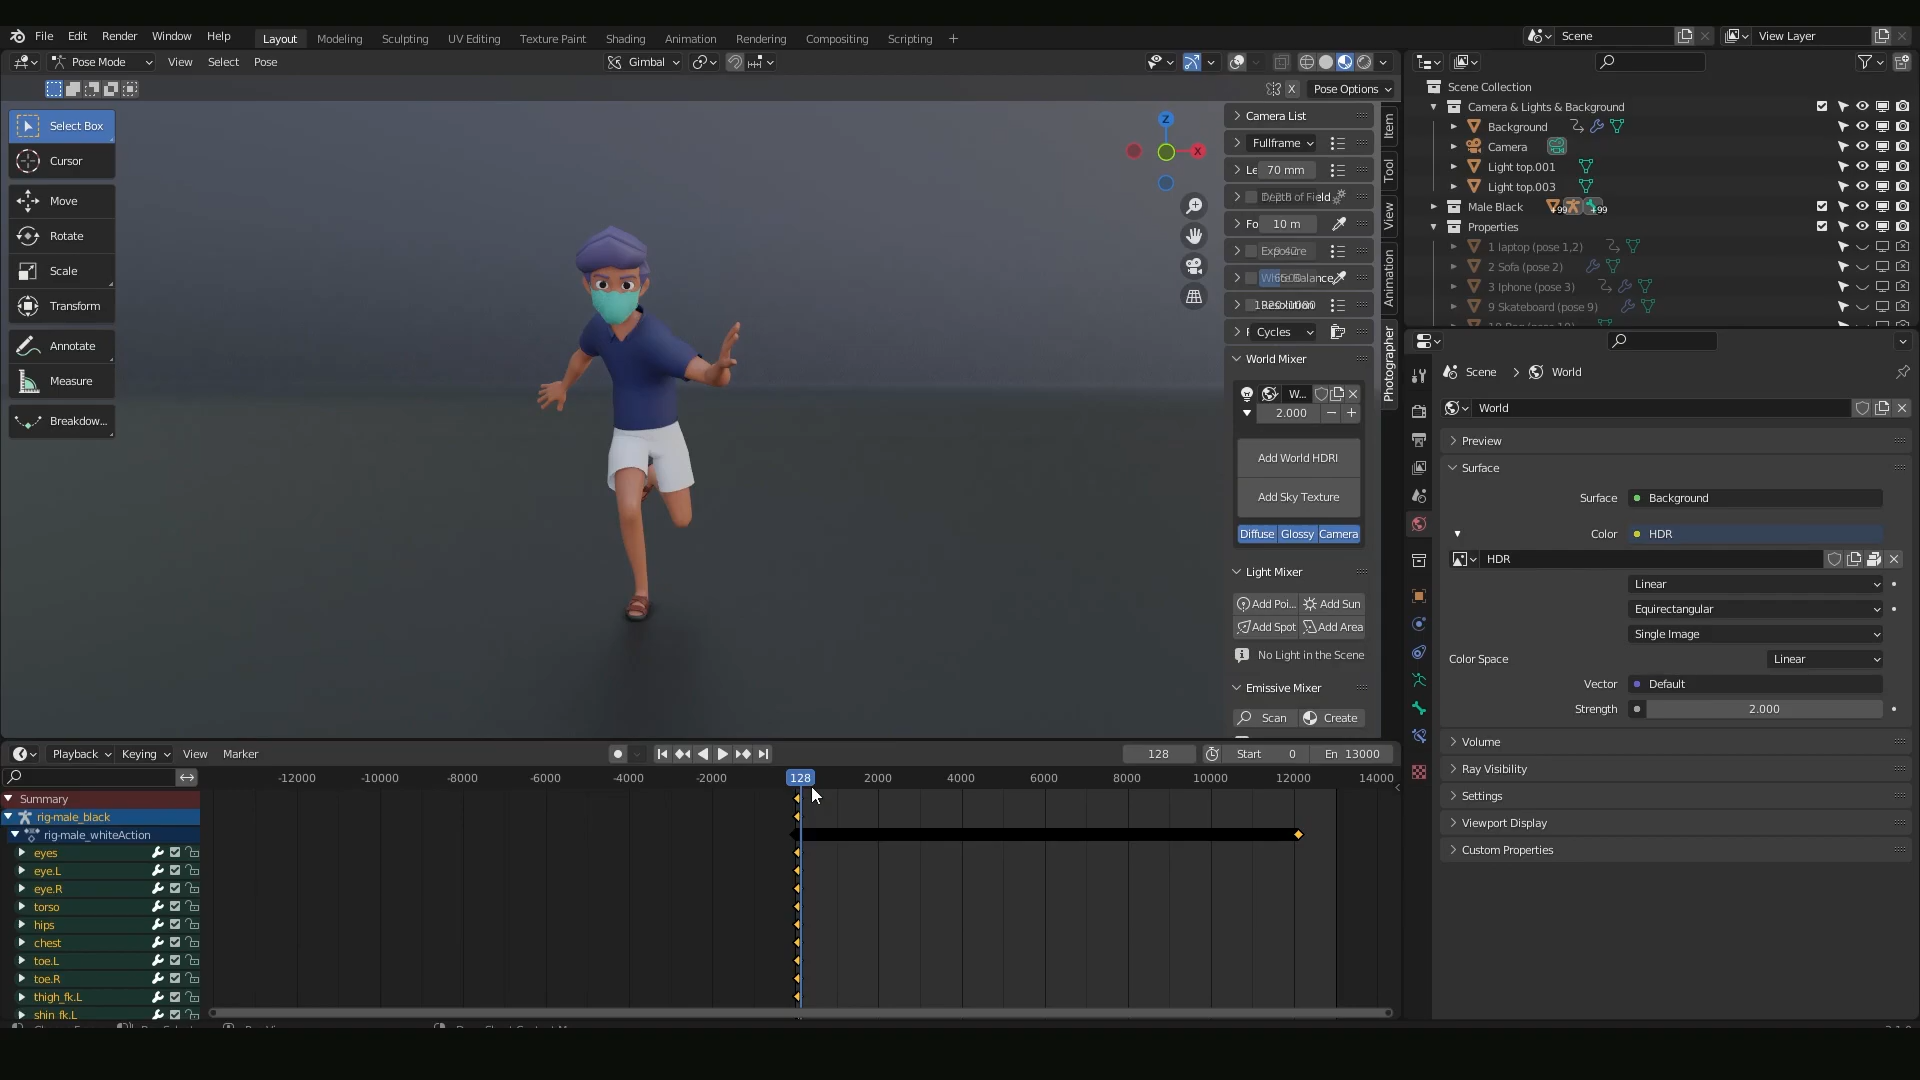 File Edit Render Window Help Layout Modeling Sculpting UV Editing Texture Paint Shading Animation Rendering Compositing Scripting + Scene View Layer
Pose Mode View Select Pose Gimbal
X Pose Options
Select Box
Cursor
Move
Rotate
Scale
Transform
Annotate
Measure
Breakdow...
Z
X
Camera List
Fullframe
Le 70 mm
Depth of Field
Fo 10 m
Exposure
White Balance
Resolution
Cycles
World Mixer
W...
2.000
Add World HDRI
Add Sky Texture
Diffuse Glossy Camera
Light Mixer
Add Poi... Add Sun
Add Spot Add Area
No Light in the Scene
Emissive Mixer
Scan Create
Item
Tool
View
Animation
Photographer
Scene Collection
Camera & Lights & Background
Background
Camera
Light top.001
Light top.003
Male Black +99 +99
Properties
1 laptop (pose 1,2)
2 Sofa (pose 2)
3 Iphone (pose 3)
9 Skateboard (pose 9)
Scene > World
World
Preview
Surface
Surface Background
Color HDR
HDR
Linear
Equirectangular
Single Image
Color Space Linear
Vector Default
Strength 2.000
Volume
Ray Visibility
Settings
Viewport Display
Custom Properties
Playback Keying View Marker 128 Start 0 En 13000
-12000 -10000 -8000 -6000 -4000 -2000 128 2000 4000 6000 8000 10000 12000 14000
Summary
rig-male_black
rig-male_whiteAction
eyes
eye.L
eye.R
torso
hips
chest
toe.L
toe.R
thigh_fk.L
shin_fk.L